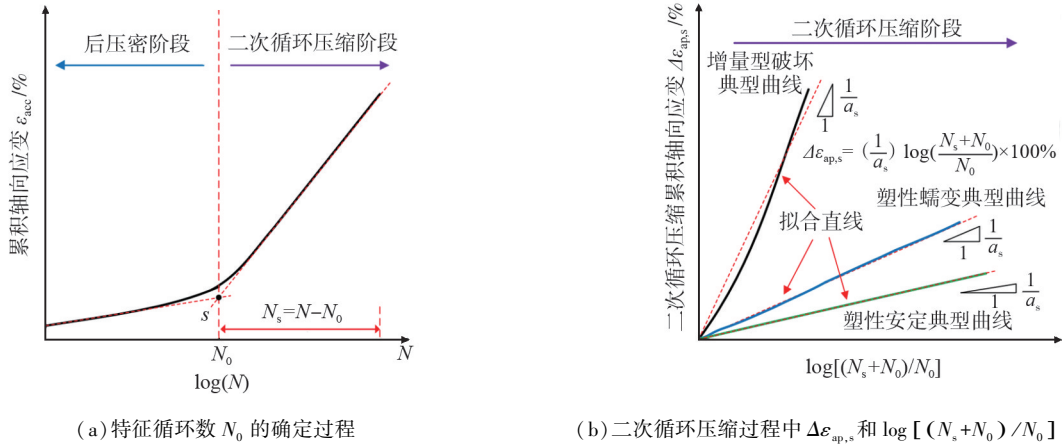 后压密阶段
二次循环压缩阶段
累积轴向应变 ε_acc/%
s
N_s=N−N_0
N_0
N
log(N)
(a)特征循环数 N_0 的确定过程
二次循环压缩阶段
二次循环压缩累积轴向应变 Δε_ap,s/%
增量型破坏
典型曲线
1/a_s
1
Δε_ap,s= (1/a_s) log((N_s+N_0)/N_0)×100%
塑性蠕变典型曲线
拟合直线
1/a_s
1
1/a_s
1
塑性安定典型曲线
log[(N_s+N_0)/N_0]
(b)二次循环压缩过程中 Δε_ap,s 和 log [ (N_s+N_0) /N_0 ]